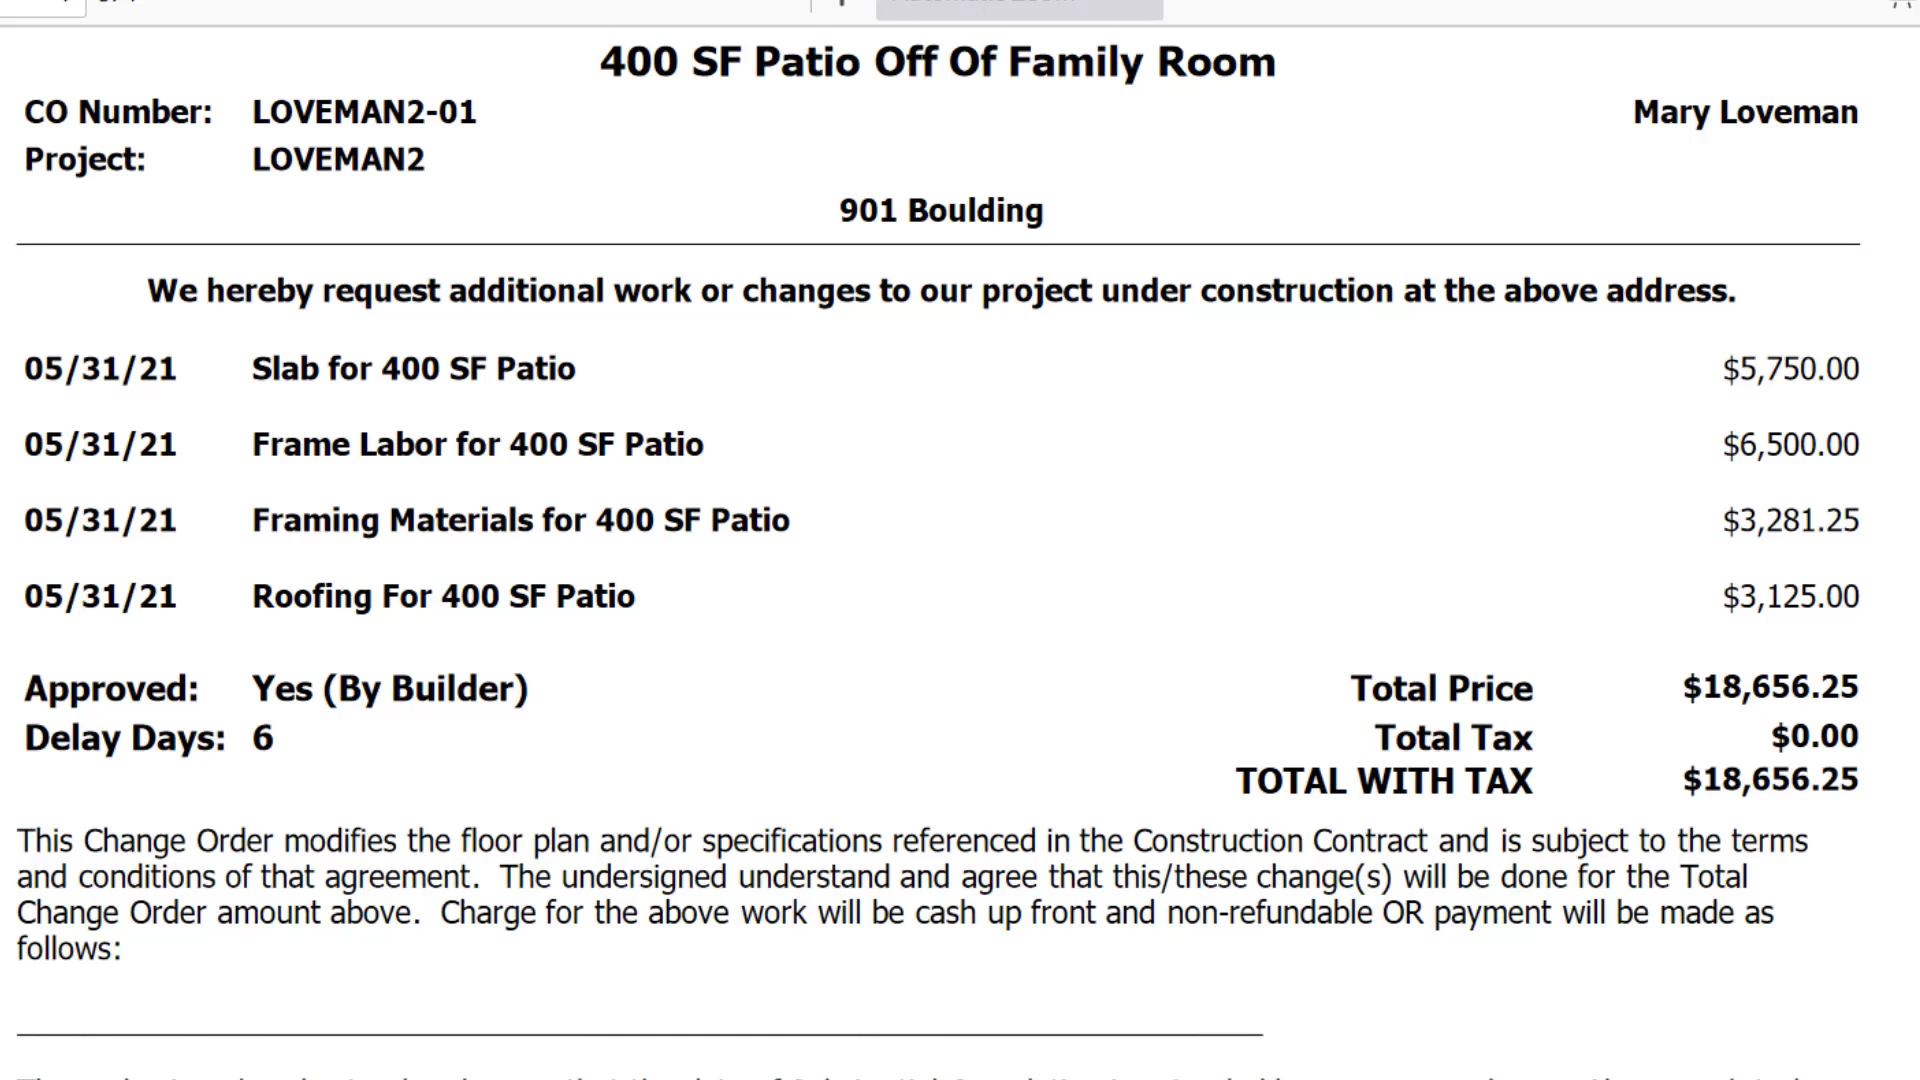 400 SF Patio Off Of Family Room
CO Number: LOVEMAN2-01 Mary Loveman
Project: LOVEMAN2
901 Boulding
We hereby request additional work or changes to our project under construction at the above address.
05/31/21 Slab for 400 SF Patio $5,750.00
05/31/21 Frame Labor for 400 SF Patio $6,500.00
05/31/21 Framing Materials for 400 SF Patio $3,281.25
05/31/21 Roofing For 400 SF Patio $3,125.00
Approved: Yes (By Builder) Total Price $18,656.25
Delay Days: 6 Total Tax $0.00
TOTAL WITH TAX $18,656.25
This Change Order modifies the floor plan and/or specifications referenced in the Construction Contract and is subject to the terms
and conditions of that agreement. The undersigned understand and agree that this/these change(s) will be done for the Total
Change Order amount above. Charge for the above work will be cash up front and non-refundable OR payment will be made as
follows: